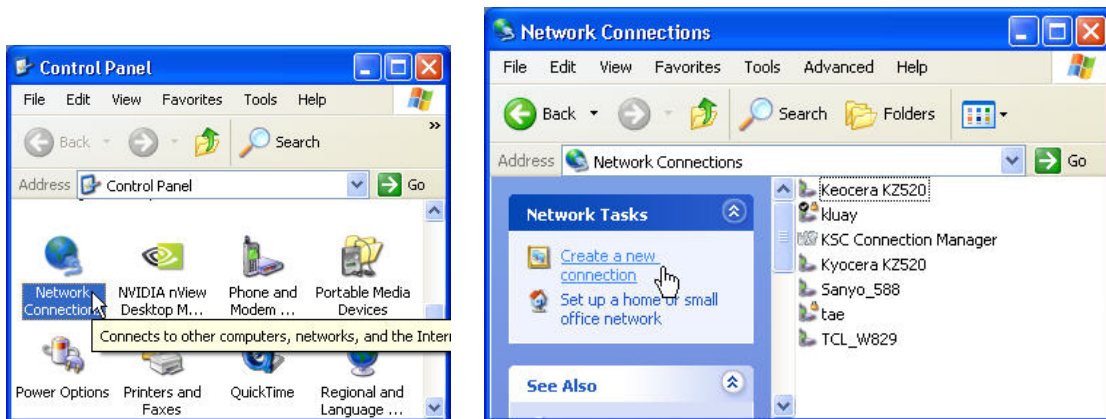 Control Panel
File Edit View Favorites Tools Help
Back Search »
Address Control Panel Go
Network Connections
NVIDIA nView Desktop M...
Phone and Modem ...
Portable Media Devices
Connects to other computers, networks, and the Inter
Power Options
Printers and Faxes
QuickTime
Regional and Language ...
Network Connections
File Edit View Favorites Tools Advanced Help
Back Search Folders
Address Network Connections Go
Network Tasks
Create a new
connection
Set up a home or small
office network
See Also
Keocera KZ520
kluay
KSC Connection Manager
Kyocera KZ520
Sanyo_588
tae
TCL_W829